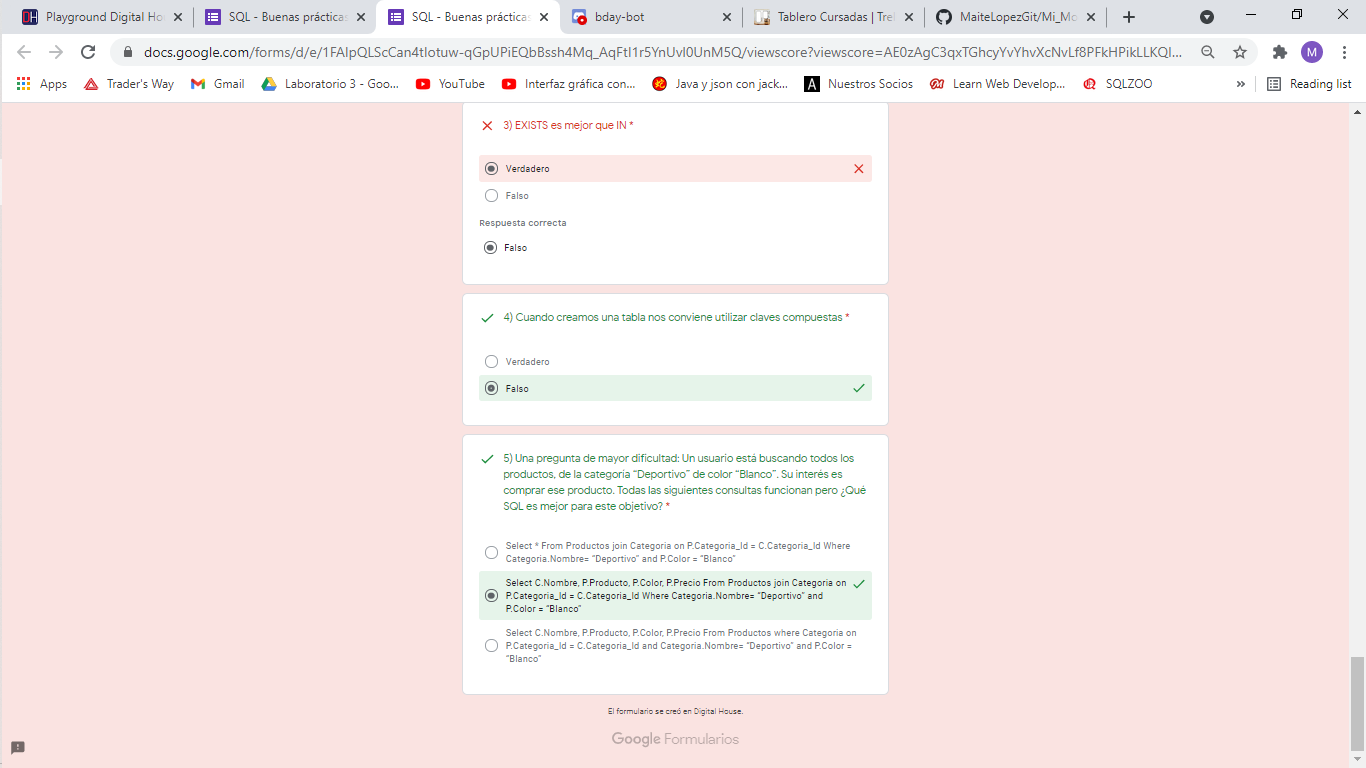 Playground Digital Ho
SQL - Buenas prácticas
SQL - Buenas práctica
bday-bot
Tablero Cursadas | Trel
MaiteLopezGit/Mi_Mo
docs.google.com/forms/d/e/1FAIpQLScCan4tIotuw-qGpUPiEQbBssh4Mq_AqFtI1r5YnUvI0UnM5Q/viewscore?viewscore=AE0zAgC3qxTGhcyYvYhvXcNvLf8PFkHPikLLKQI...
M
Apps
Trader's Way
Gmail
Laboratorio 3 - Goo...
YouTube
Interfaz gráfica con...
Java y json con jack...
A Nuestros Socios
Learn Web Develop...
SQLZOO
»
Reading list
3) EXISTS es mejor que IN *
Verdadero
Falso
Respuesta correcta
Falso
4) Cuando creamos una tabla nos conviene utilizar claves compuestas *
Verdadero
Falso
5) Una pregunta de mayor dificultad: Un usuario está buscando todos los
productos, de la categoría “Deportivo” de color “Blanco”. Su interés es
comprar ese producto. Todas las siguientes consultas funcionan pero ¿Qué
SQL es mejor para este objetivo? *
Select * From Productos join Categoria on P.Categoria_Id = C.Categoria_Id Where
Categoria.Nombre= “Deportivo” and P.Color = “Blanco”
Select C.Nombre, P.Producto, P.Color, P.Precio From Productos join Categoria on
P.Categoria_Id = C.Categoria_Id Where Categoria.Nombre= “Deportivo” and
P.Color = “Blanco”
Select C.Nombre, P.Producto, P.Color, P.Precio From Productos where Categoria on
P.Categoria_Id = C.Categoria_Id and Categoria.Nombre= “Deportivo” and P.Color =
“Blanco”
El formulario se creó en Digital House.
Google Formularios